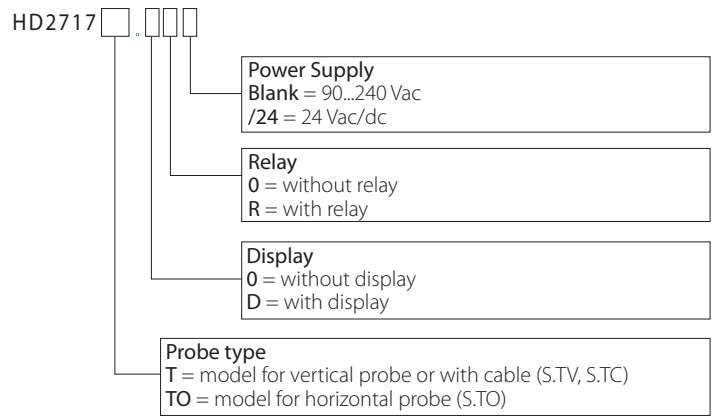 HD2717 .
Power Supply
Blank = 90...240 Vac
/24 = 24 Vac/dc
Relay
0 = without relay
R = with relay
Display
0 = without display
D = with display
Probe type
T = model for vertical probe or with cable (S.TV, S.TC)
TO = model for horizontal probe (S.TO)